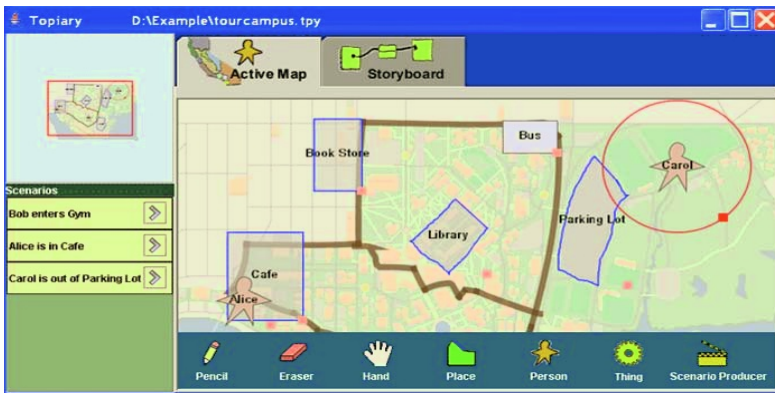 Topiary D:\Example\tourcampus.tpy
Active Map
Storyboard
Scenarios
Bob enters Gym
Alice is in Cafe
Carol is out of Parking Lot
Bus
Book Store
Carol
Parking Lot
Library
Cafe
Alice
Pencil
Eraser
Hand
Place
Person
Thing
Scenario Producer